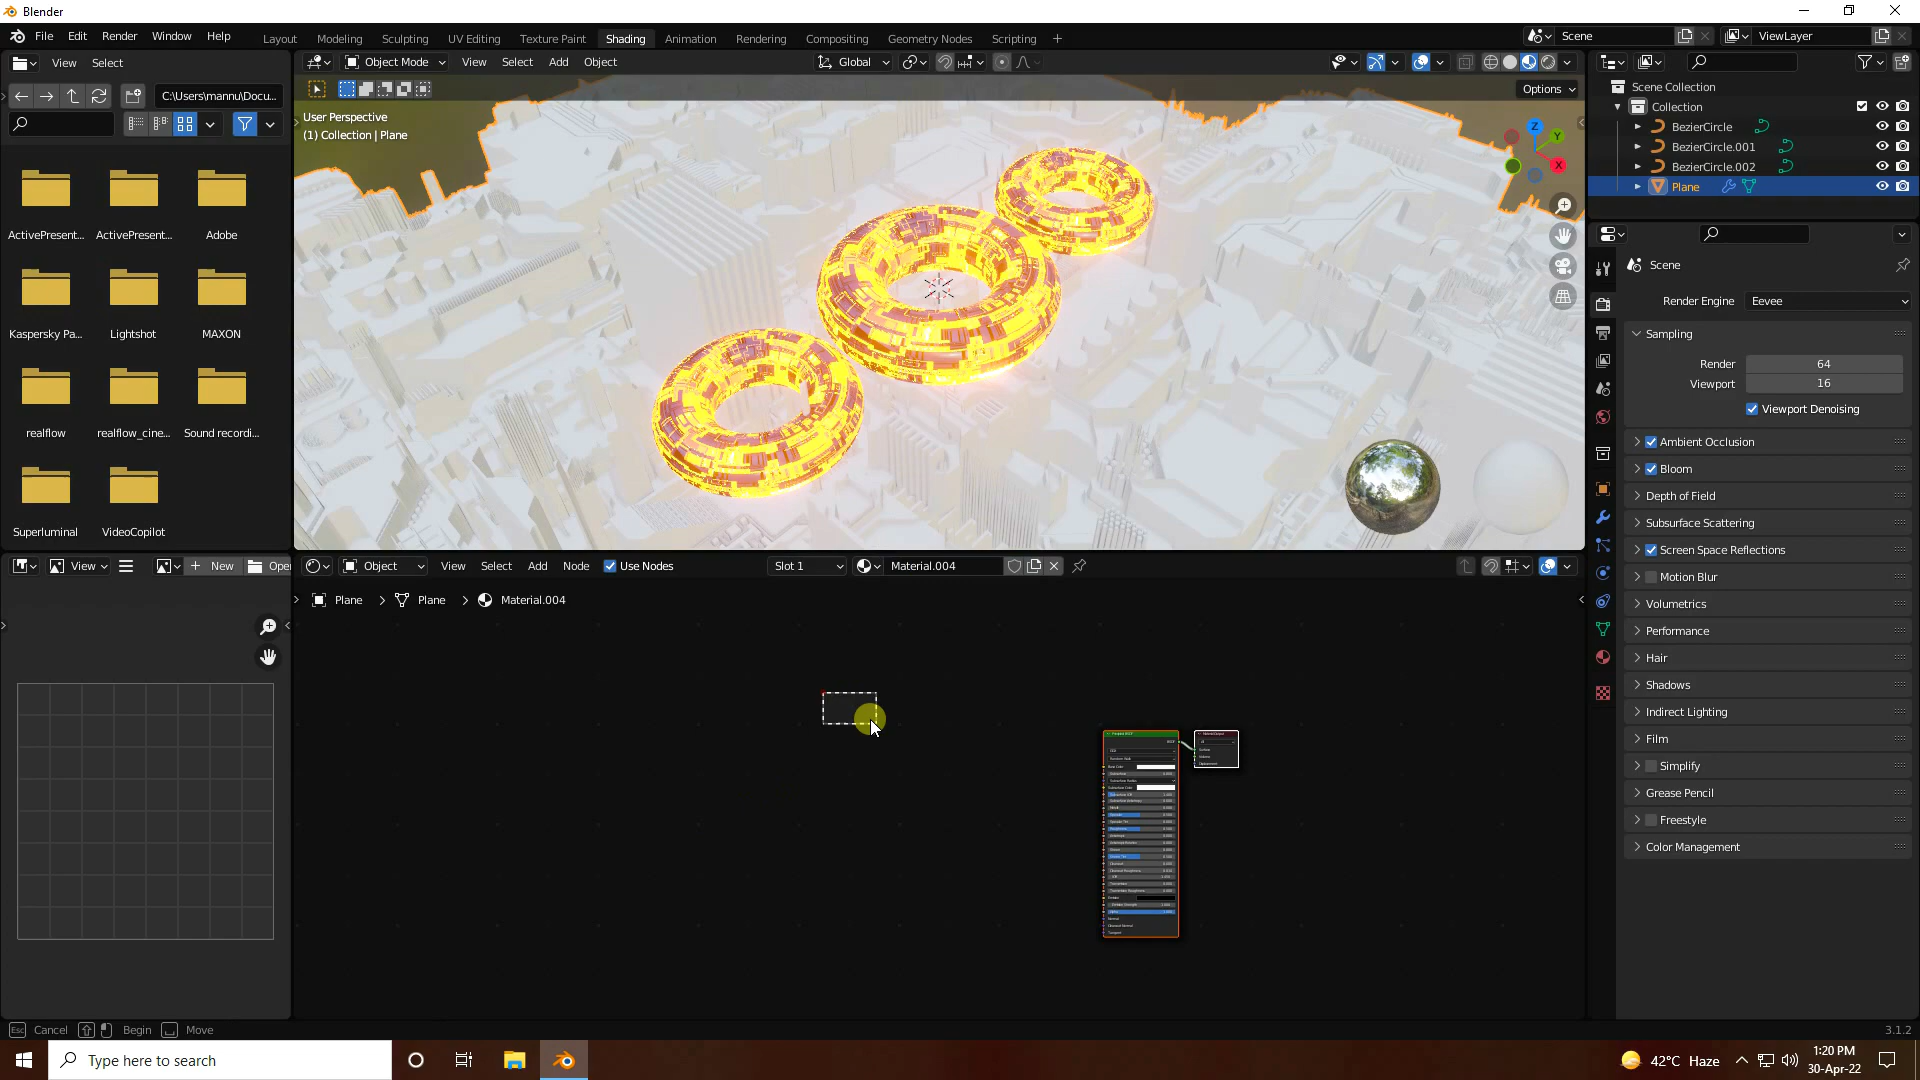 Blender
File Edit Render Window Help
Layout Modeling Sculpting UV Editing Texture Paint Shading Animation Rendering Compositing Geometry Nodes Scripting +
Scene
ViewLayer
View Select
Object Mode View Select Add Object
Global
C:\Users\mannu\Docu...
Options
User Perspective
(1) Collection | Plane
Z
Y
X
Scene Collection
Collection
BezierCircle
BezierCircle.001
BezierCircle.002
Plane
ActivePresent... ActivePresent... Adobe
Kaspersky Pa... Lightshot MAXON
realflow realflow_cine... Sound recordi...
Superluminal VideoCopilot
Scene
Render Engine Eevee
Sampling
Render 64
Viewport 16
Viewport Denoising
Ambient Occlusion
Bloom
Depth of Field
Subsurface Scattering
Screen Space Reflections
Motion Blur
Volumetrics
Performance
Hair
Shadows
Indirect Lighting
Film
Simplify
Grease Pencil
Freestyle
Color Management
View
New
Open
Object View Select Add Node Use Nodes
Slot 1
Material.004
Plane > Plane > Material.004
Esc Cancel Begin Move
3.1.2
Type here to search
42°C Haze
1:20 PM
30-Apr-22